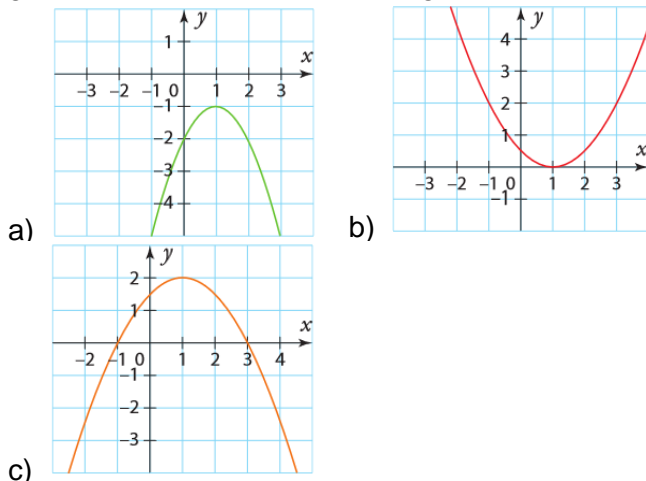 y
1
x
–3 –2 –1 0 1 2 3
–1
–2
–3
–4
a)
y
4
3
2
1
x
–3 –2 –1 0 1 2 3
–1
b)
y
2
1
x
–2 –1 0 1 2 3 4
–1
–2
–3
c)